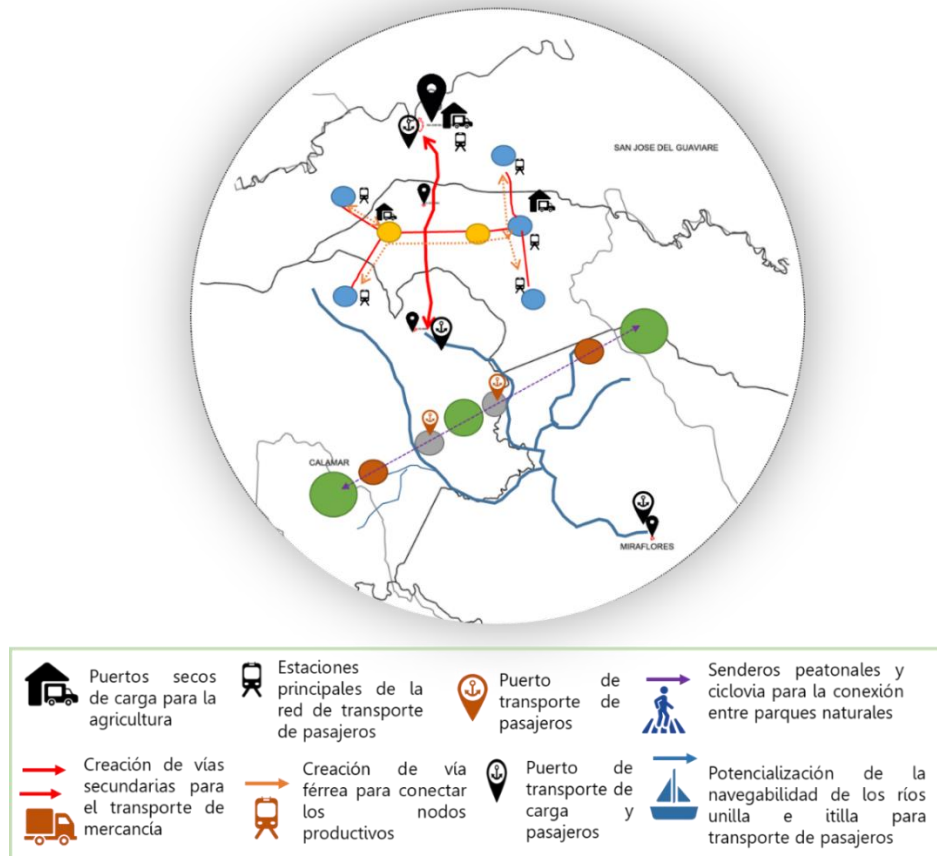 SAN JOSE DEL GUAVIARE
CALAMAR
MIRAFLORES
Puertos secos
de carga para la
agricultura
Estaciones
principales de la
red de transporte
de pasajeros
Puerto de
transporte de
pasajeros
Senderos peatonales y
ciclovia para la conexión
entre parques naturales
Creación de vías
secundarias para
el transporte de
mercancía
Creación de vía
férrea para conectar
los nodos
productivos
Puerto de
transporte de
carga y
pasajeros
Potencialización de la
navegabilidad de los ríos
unilla e itilla para
transporte de pasajeros